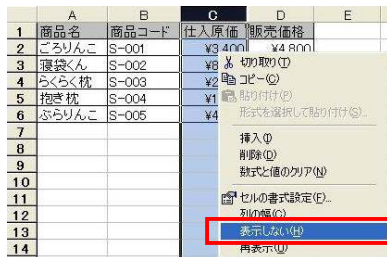 A B C D E
1 商品名 商品コード 仕入原価 販売価格
2 ごろりんこ S-001 ¥3,400 ¥4,800
3 寝袋くん S-002 ¥8
4 らくらく枕 S-003 ¥2
5 抱き枕 S-004 ¥1
6 ぶらりんこ S-005 ¥4
7
8
9
10
11
12
13
14
切り取り(T)
コピー(C)
貼り付け(P)
形式を選択して貼り付け(S)...
挿入(I)
削除(D)
数式と値のクリア(N)
セルの書式設定(F)...
列の幅(C)...
表示しない(H)
再表示(U)